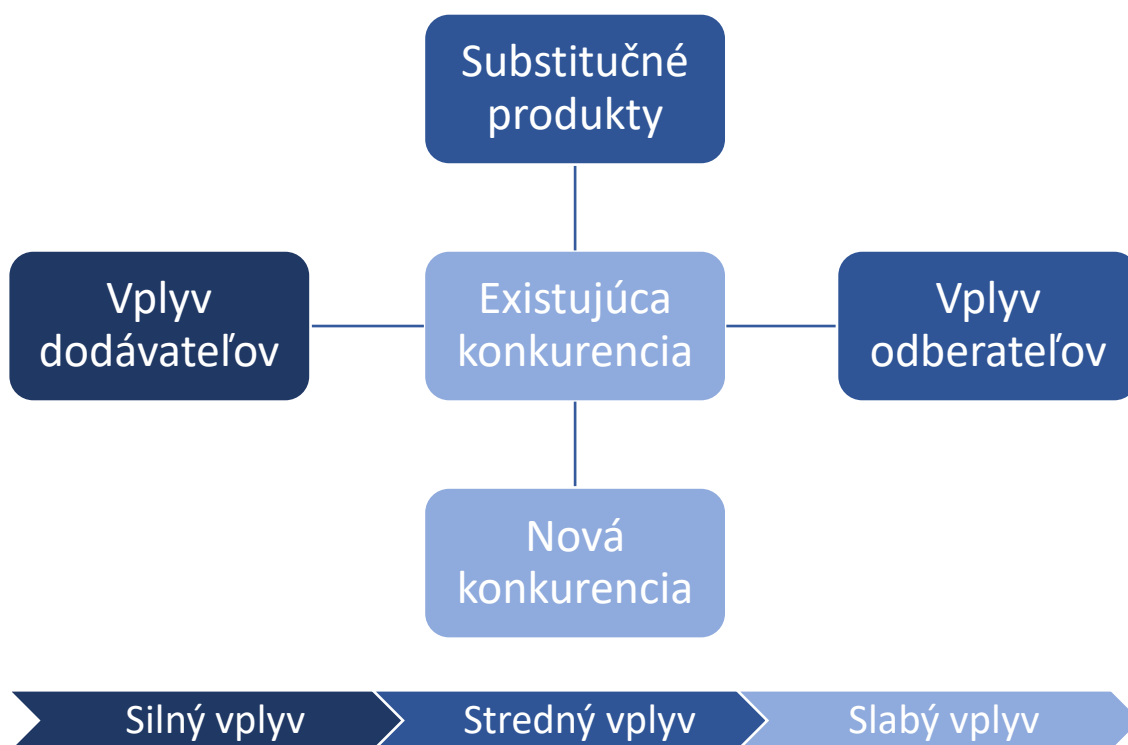 Substitučné
produkty
Vplyv
dodávateľov
Existujúca
konkurencia
Vplyv
odberateľov
Nová
konkurencia
Silný vplyv
Stredný vplyv
Slabý vplyv